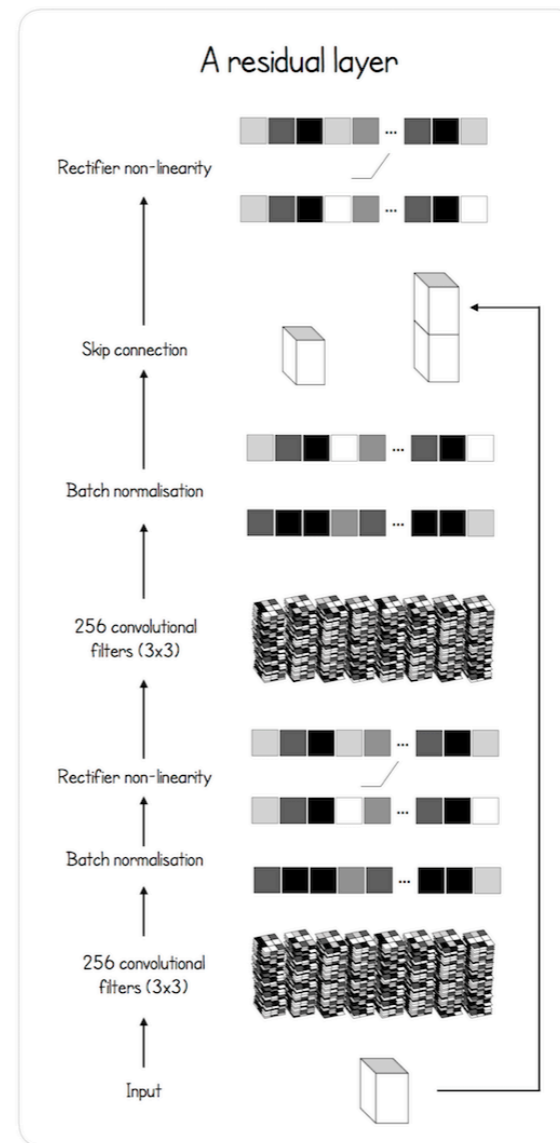 A residual layer
...
Rectifier non-linearity
...
Skip connection
...
Batch normalisation
...
256 convolutional
filters (3x3)
...
Rectifier non-linearity
...
Batch normalisation
...
256 convolutional
filters (3x3)
Input